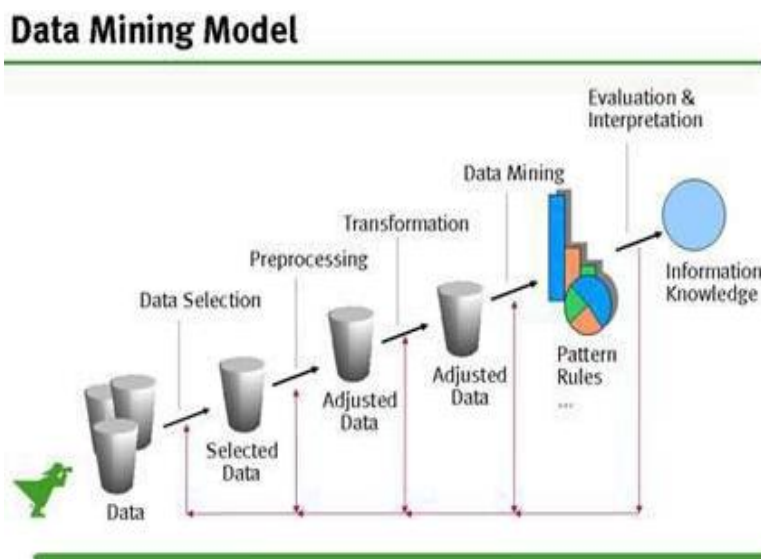 Data Mining Model
Evaluation &
Interpretation
Data Mining
Transformation
Preprocessing
Data Selection
Information
Knowledge
Pattern
Rules
...
Adjusted
Data
Adjusted
Data
Selected
Data
Data